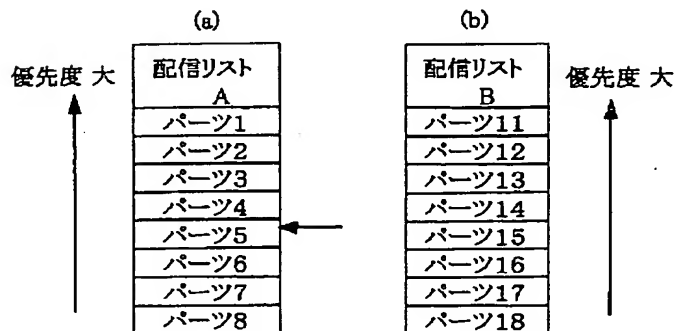 (a)
優先度 大
配信リスト
A
パーツ1
パーツ2
パーツ3
パーツ4
パーツ5
パーツ6
パーツ7
パーツ8
(b)
優先度 大
配信リスト
B
パーツ11
パーツ12
パーツ13
パーツ14
パーツ15
パーツ16
パーツ17
パーツ18